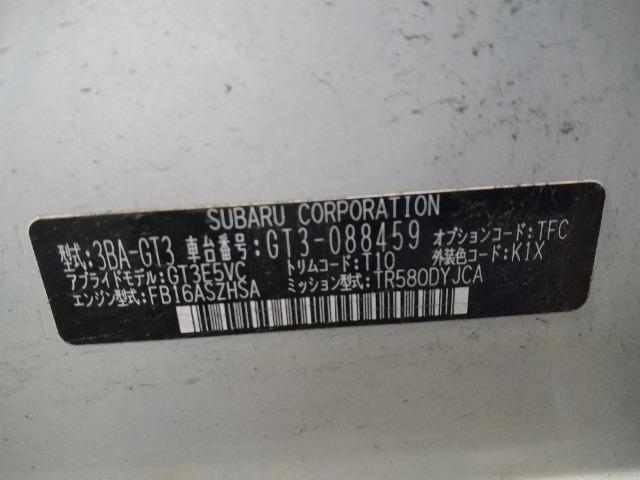 SUBARU CORPORATION
型式:3BA-GT3 車台番号:GT3-088459 オプションコード:TFC
アプライドモデル:GT3E5VC トリムコード:T10 外装色コード:K1X
エンジン型式:FB16ASZHSA ミッション型式:TR580DYJCA